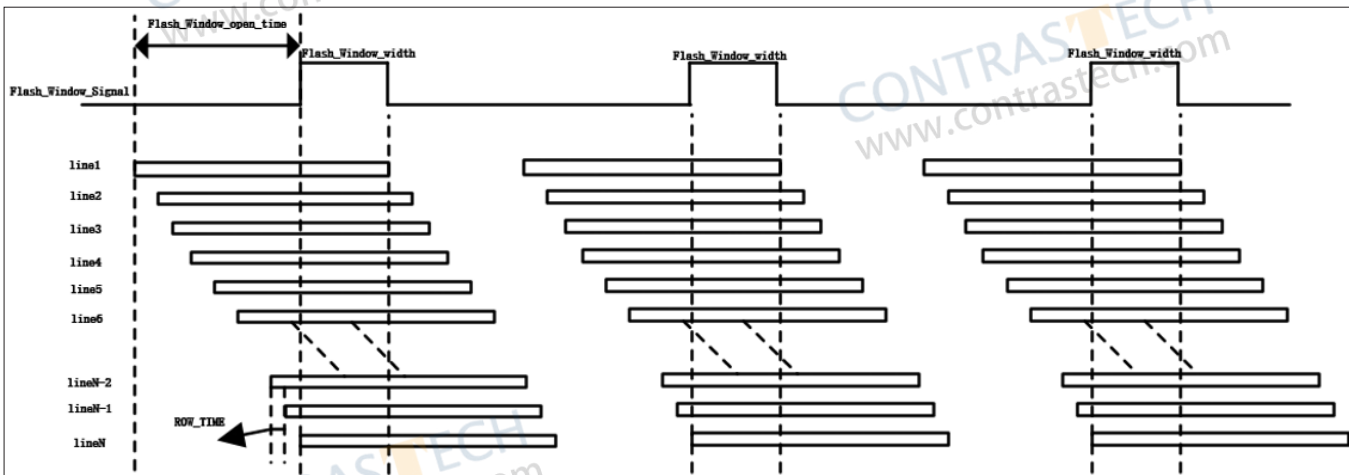 Flash_Window_open_time
Flash_Window_width
Flash_Window_width
Flash_Window_width
Flash_Window_Signal
line1
line2
line3
line4
line5
line6
lineN-2
lineN-1
ROW_TIME
lineN
CONTRASTECH
www.contrastech.com